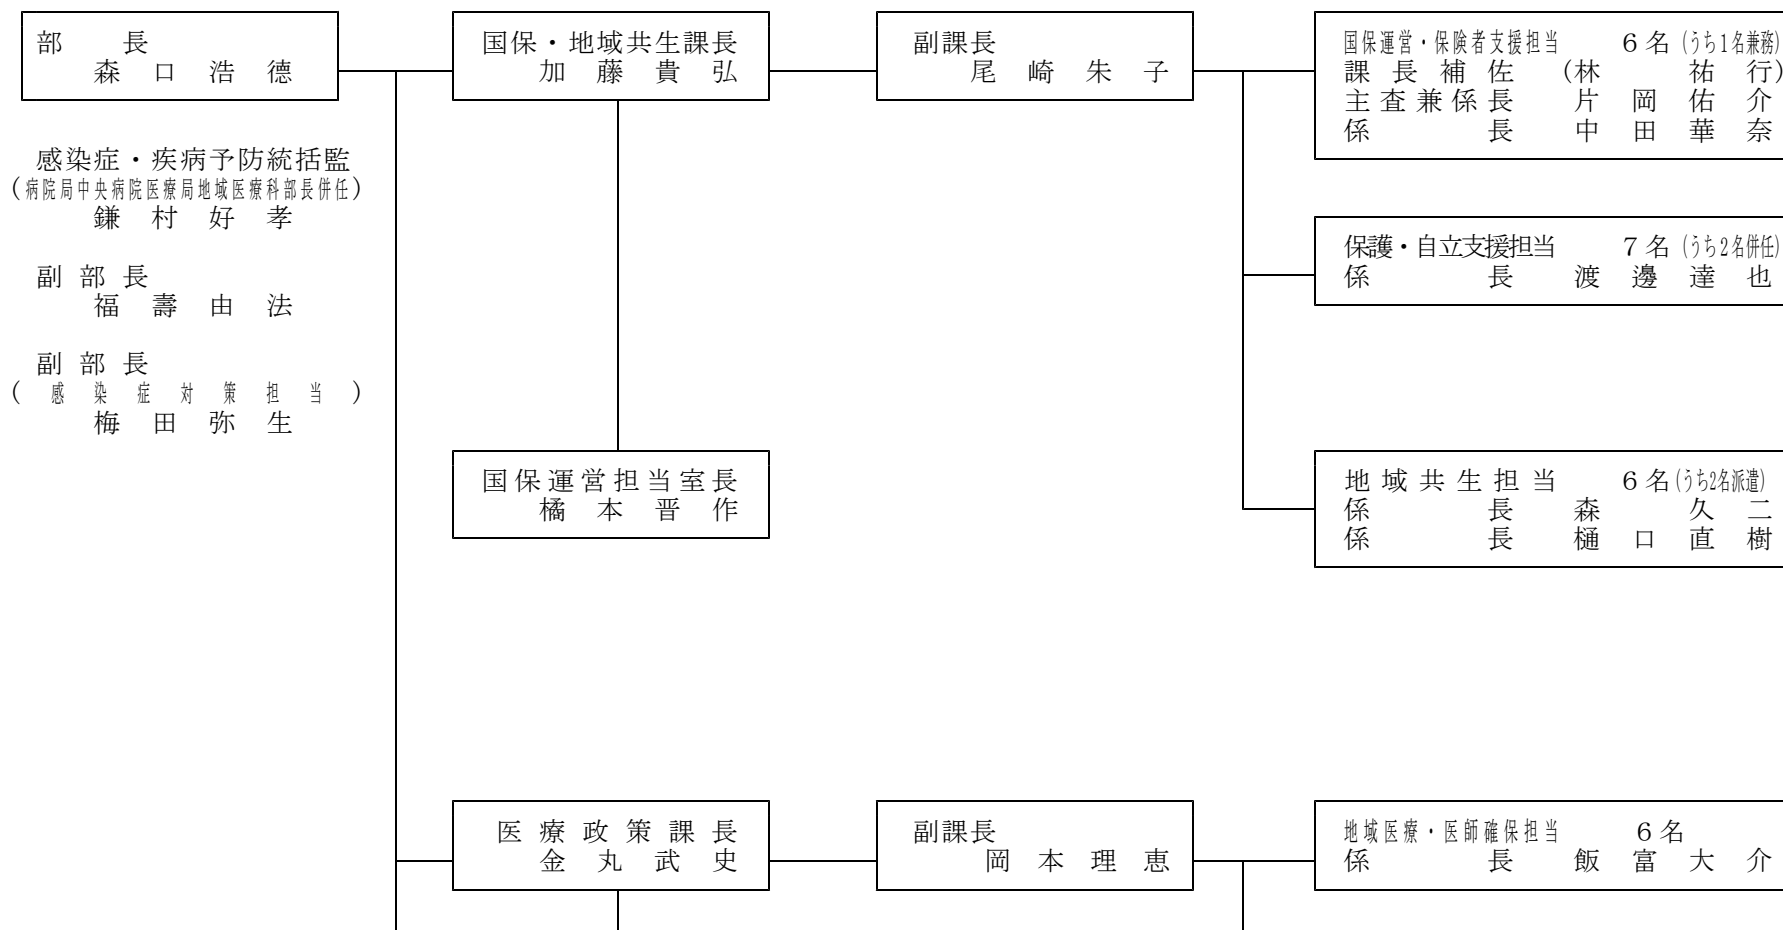 部長
森口浩徳
感染症・疾病予防統括監
(病院局中央病院医療局地域医療科部長併任)
鎌村好孝
副部長
福壽由法
副部長
(感染症対策担当)
梅田弥生
国保・地域共生課長
加藤貴弘
国保運営担当室長
橘本晋作
副課長
尾崎朱子
国保運営・保険者支援担当 6名(うち1名兼務)
課長補佐 (林祐行)
主査兼係長 片岡佑介
係長 中田華奈
保護・自立支援担当 7名(うち2名併任)
係長 渡邊達也
地域共生担当 6名(うち2名派遣)
係長 森久二
係長 樋口直樹
医療政策課長
金丸武史
副課長
岡本理恵
地域医療・医師確保担当 6名
係長 飯富大介